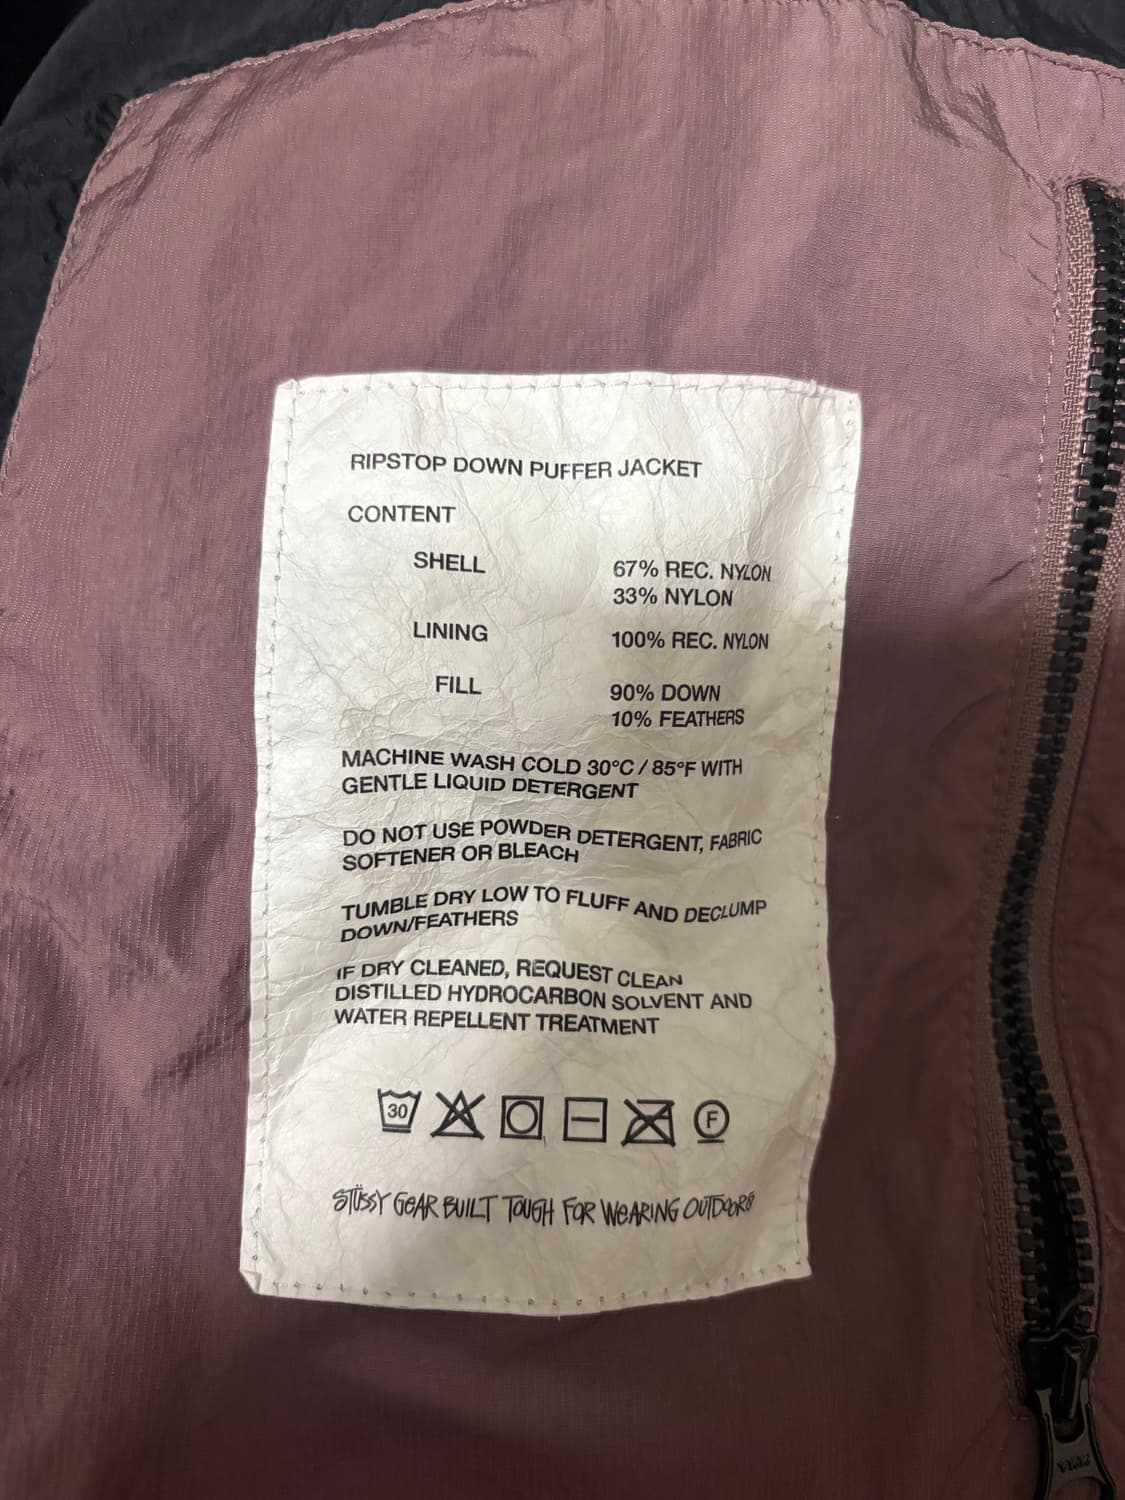 RIPSTOP DOWN PUFFER JACKET
CONTENT
SHELL 67% REC. NYLON
33% NYLON
LINING 100% REC. NYLON
FILL 90% DOWN
10% FEATHERS
MACHINE WASH COLD 30°C / 85°F WITH
GENTLE LIQUID DETERGENT
DO NOT USE POWDER DETERGENT, FABRIC
SOFTENER OR BLEACH
TUMBLE DRY LOW TO FLUFF AND DECLUMP
DOWN/FEATHERS
IF DRY CLEANED, REQUEST CLEAN
DISTILLED HYDROCARBON SOLVENT AND
WATER REPELLENT TREATMENT
30 F
STÜSSY GEAR BUILT TOUGH FOR WEARING OUTDOORS